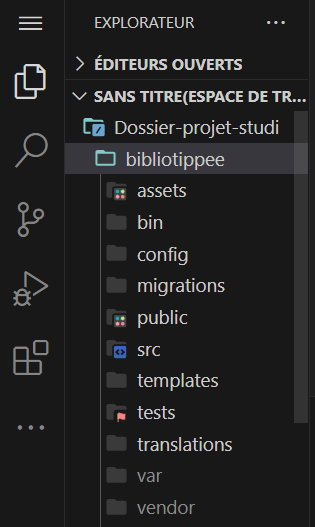 EXPLORATEUR
ÉDITEURS OUVERTS
SANS TITRE(ESPACE DE TR...
Dossier-projet-studi
bibliotippee
assets
bin
config
migrations
public
src
templates
tests
translations
var
vendor